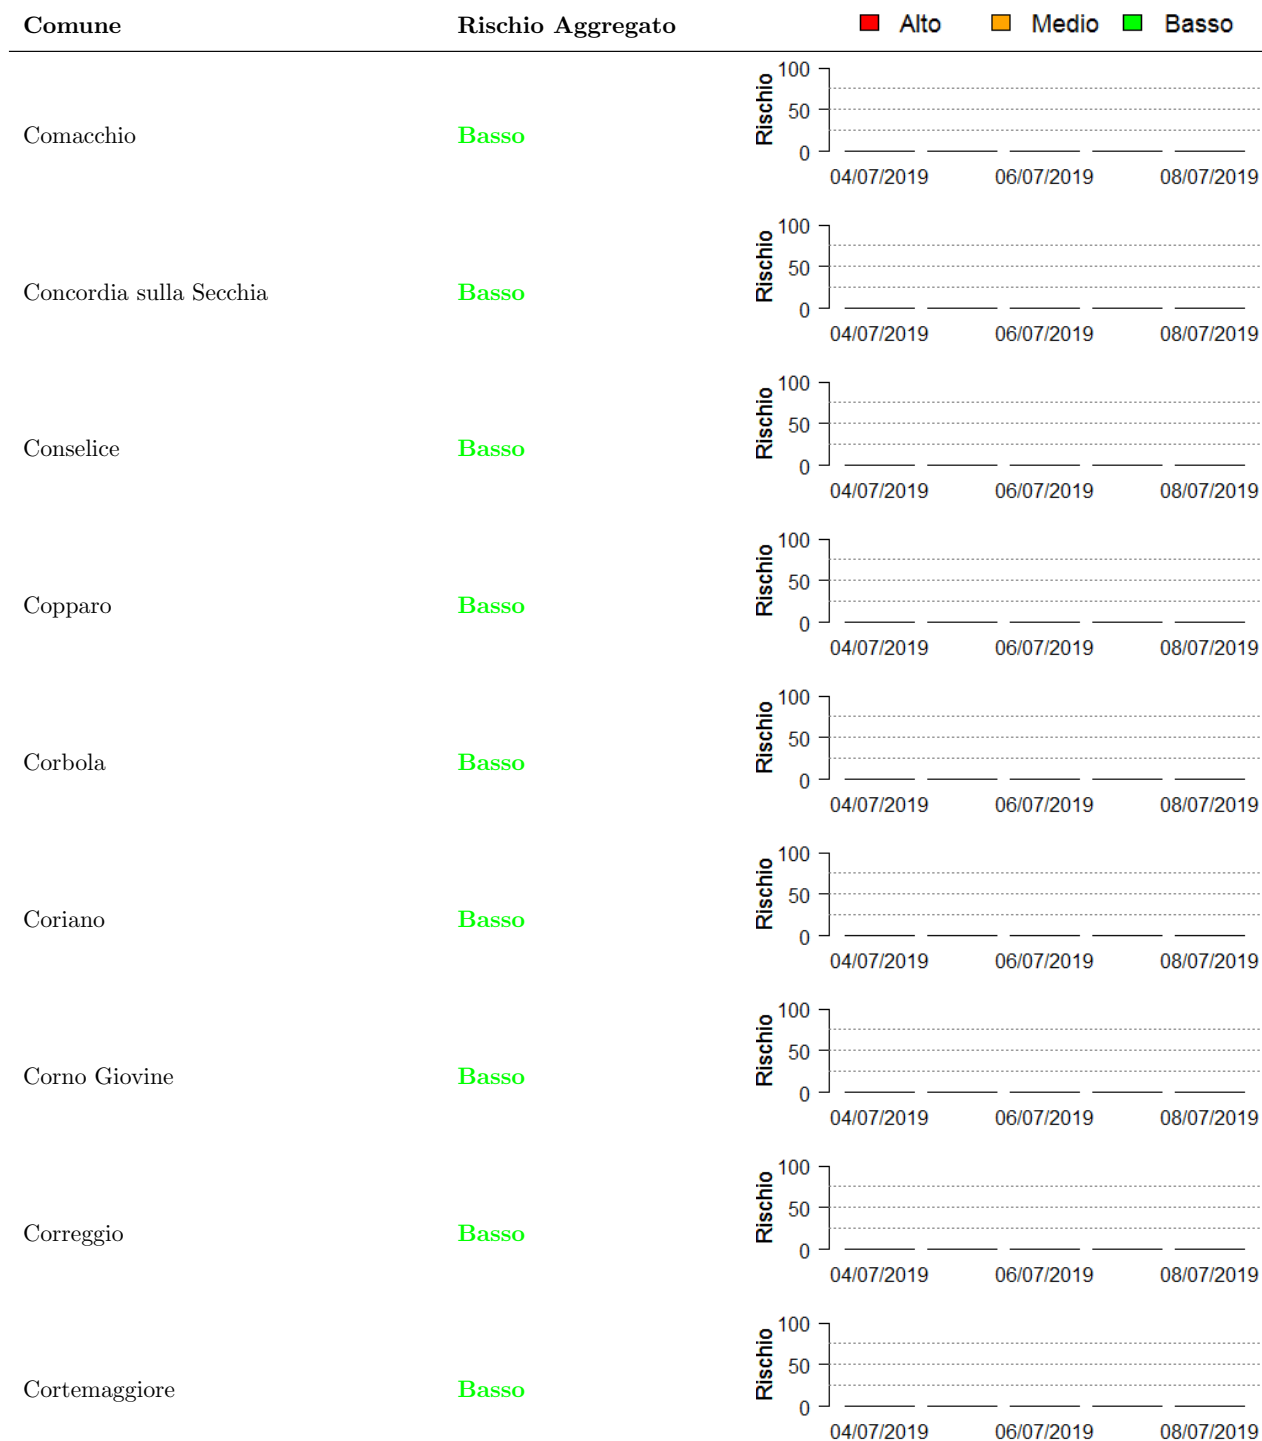 Comune Rischio Aggregato Alto Medio Basso
100
50
0
Rischio
Comacchio Basso
04/07/2019 06/07/2019 08/07/2019
100
50
0
Rischio
Concordia sulla Secchia Basso
04/07/2019 06/07/2019 08/07/2019
100
50
0
Rischio
Conselice Basso
04/07/2019 06/07/2019 08/07/2019
100
50
0
Rischio
Copparo Basso
04/07/2019 06/07/2019 08/07/2019
100
50
0
Rischio
Corbola Basso
04/07/2019 06/07/2019 08/07/2019
100
50
0
Rischio
Coriano Basso
04/07/2019 06/07/2019 08/07/2019
100
50
0
Rischio
Corno Giovine Basso
04/07/2019 06/07/2019 08/07/2019
100
50
0
Rischio
Correggio Basso
04/07/2019 06/07/2019 08/07/2019
100
50
0
Rischio
Cortemaggiore Basso
04/07/2019 06/07/2019 08/07/2019